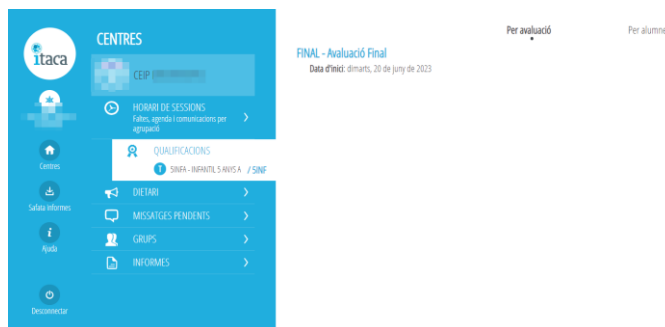 itaca
Centres
Safata informes
Ajuda
Desconnectar
CENTRES
CEIP
HORARI DE SESSIONS
Faltes, agenda i comunicacions per
agrupació
QUALIFICACIONS
T 5INFA - INFANTIL 5 ANYS A / 5INF
DIETARI
MISSATGES PENDENTS
GRUPS
INFORMES
Per avaluació
Per alumne
FINAL - Avaluació Final
Data d'inici: dimarts, 20 de juny de 2023